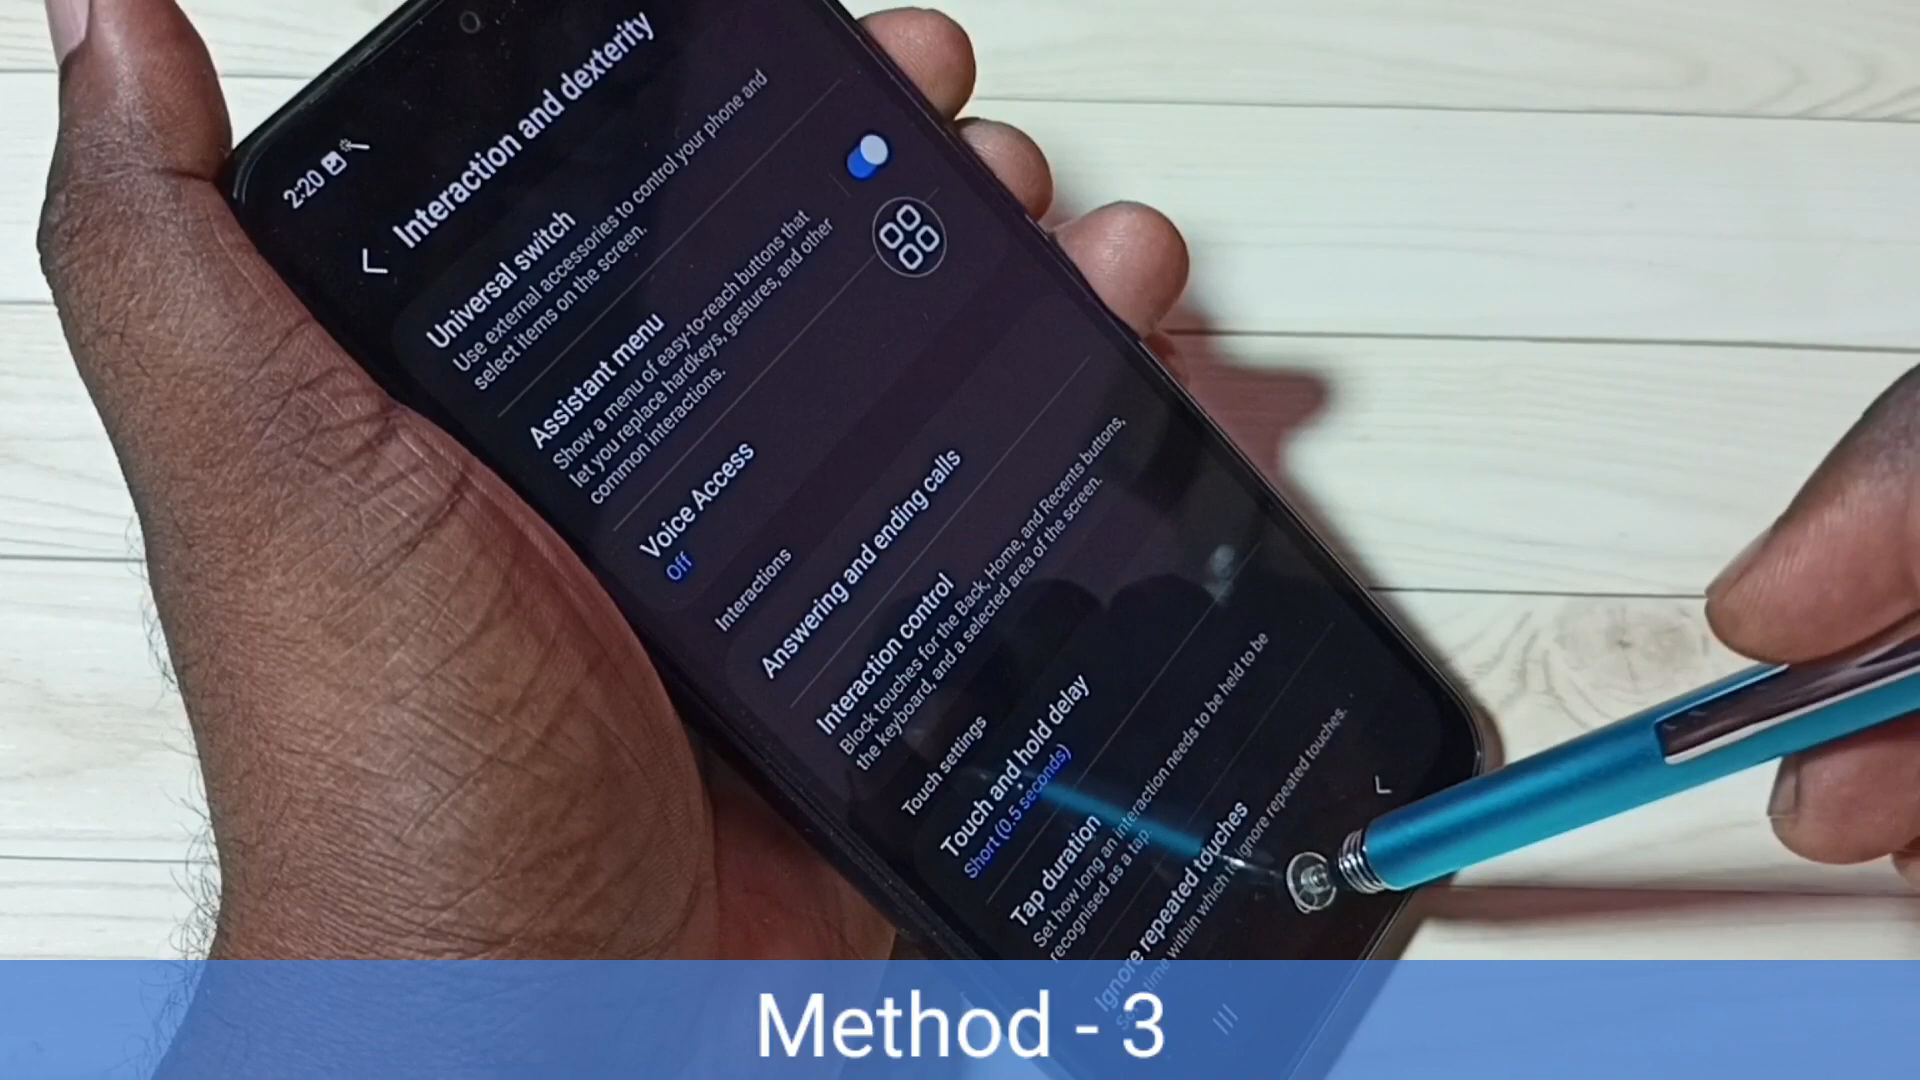 2:20
Interaction and dexterity
Universal switch
Use external accessories to control your phone and
select items on the screen.
Assistant menu
Show a menu of easy-to-reach buttons that
let you replace hardkeys, gestures, and other
common interactions.
Voice Access
Off
Interactions
Answering and ending calls
Interaction control
Block touches for the Back, Home, and Recents buttons,
the keyboard, and a selected area of the screen.
Touch settings
Touch and hold delay
Short (0.5 seconds)
Tap duration
Set how long an interaction needs to be held to be
recognised as a tap.
Ignore repeated touches
time within which to ignore repeated touches.
Method - 3